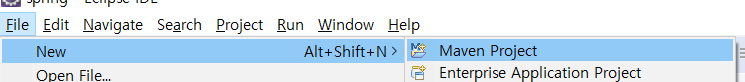 spring - Eclipse IDE
File Edit Navigate Search Project Run Window Help
New Alt+Shift+N > Maven Project
Open File... Enterprise Application Project